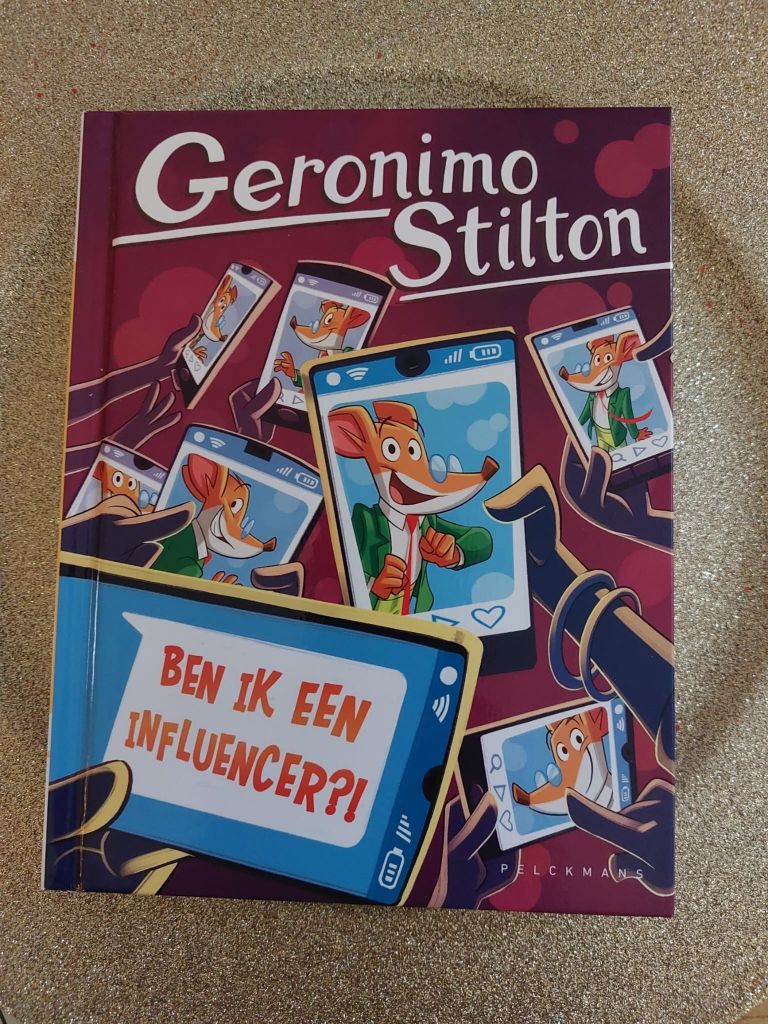 Geronimo
Stilton
BEN IK EEN
INFLUENCER?!
PELCKMANS